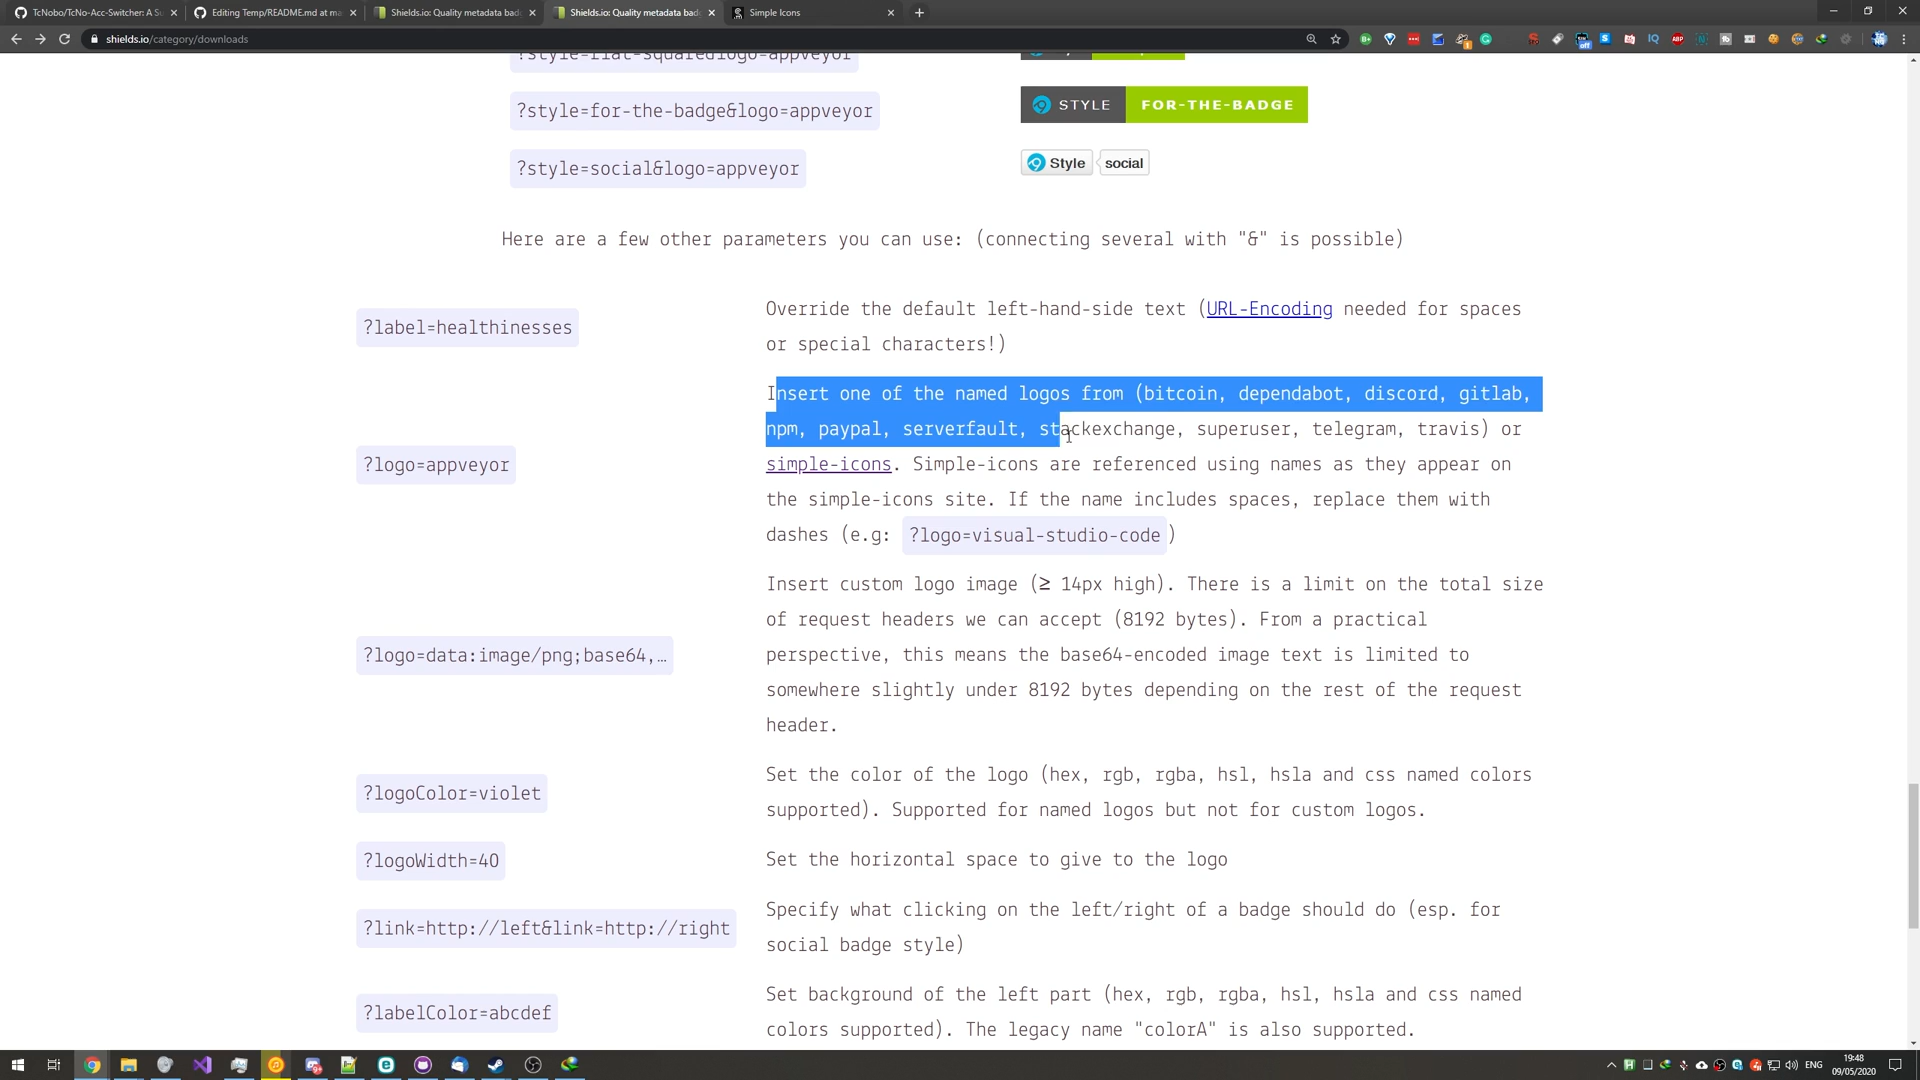 TcNobo/TcNo-Acc-Switcher: A Su
Editing Temp/README.md at ma
Shields.io: Quality metadata bad
Shields.io: Quality metadata bad
Simple Icons
shields.io/category/downloads
?style=flat-square&logo=appveyor
?style=for-the-badge&logo=appveyor
STYLE FOR-THE-BADGE
?style=social&logo=appveyor
Style social
Here are a few other parameters you can use: (connecting several with "&" is possible)
?label=healthinesses
Override the default left-hand-side text (URL-Encoding needed for spaces
or special characters!)
?logo=appveyor
Insert one of the named logos from (bitcoin, dependabot, discord, gitlab,
npm, paypal, serverfault, stackexchange, superuser, telegram, travis) or
simple-icons. Simple-icons are referenced using names as they appear on
the simple-icons site. If the name includes spaces, replace them with
dashes (e.g: ?logo=visual-studio-code)
?logo=data:image/png;base64,…
Insert custom logo image (≥ 14px high). There is a limit on the total size
of request headers we can accept (8192 bytes). From a practical
perspective, this means the base64-encoded image text is limited to
somewhere slightly under 8192 bytes depending on the rest of the request
header.
?logoColor=violet
Set the color of the logo (hex, rgb, rgba, hsl, hsla and css named colors
supported). Supported for named logos but not for custom logos.
?logoWidth=40
Set the horizontal space to give to the logo
?link=http://left&link=http://right
Specify what clicking on the left/right of a badge should do (esp. for
social badge style)
?labelColor=abcdef
Set background of the left part (hex, rgb, rgba, hsl, hsla and css named
colors supported). The legacy name "colorA" is also supported.
ENG
19:48
09/05/2020